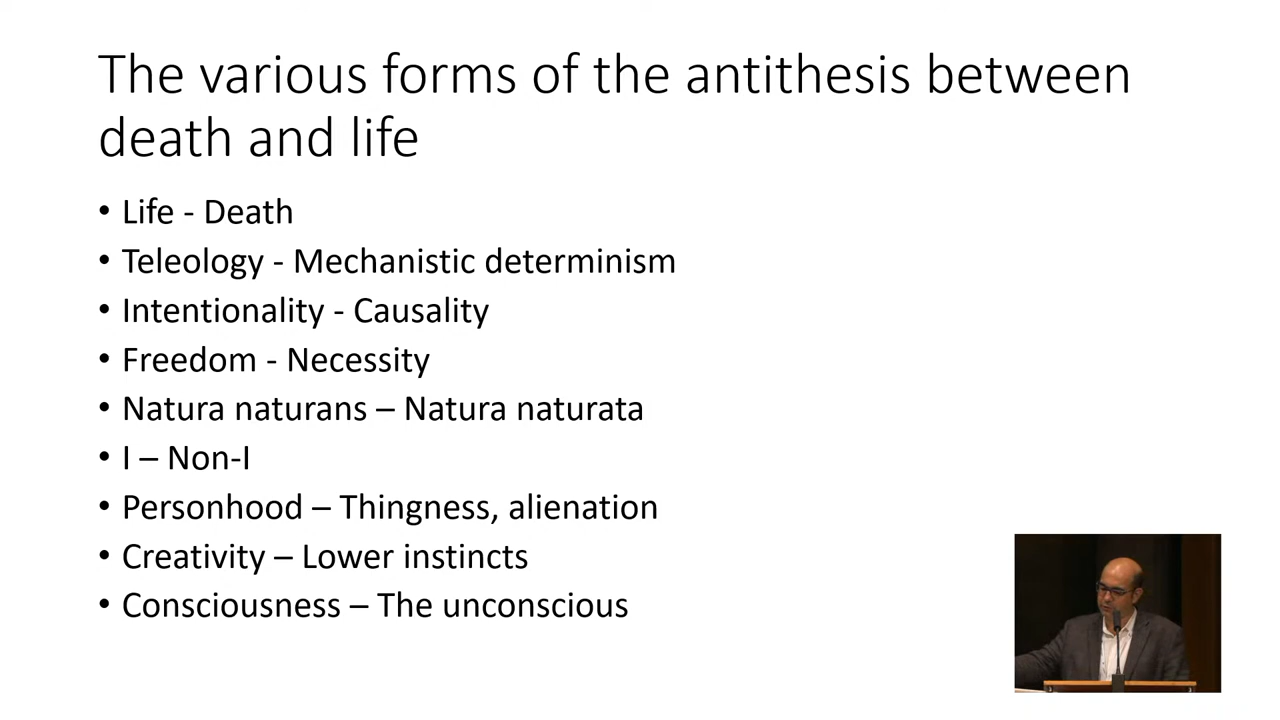 The various forms of the antithesis between
death and life
• Life - Death
• Teleology - Mechanistic determinism
• Intentionality - Causality
• Freedom - Necessity
• Natura naturans – Natura naturata
• I – Non-I
• Personhood – Thingness, alienation
• Creativity – Lower instincts
• Consciousness – The unconscious